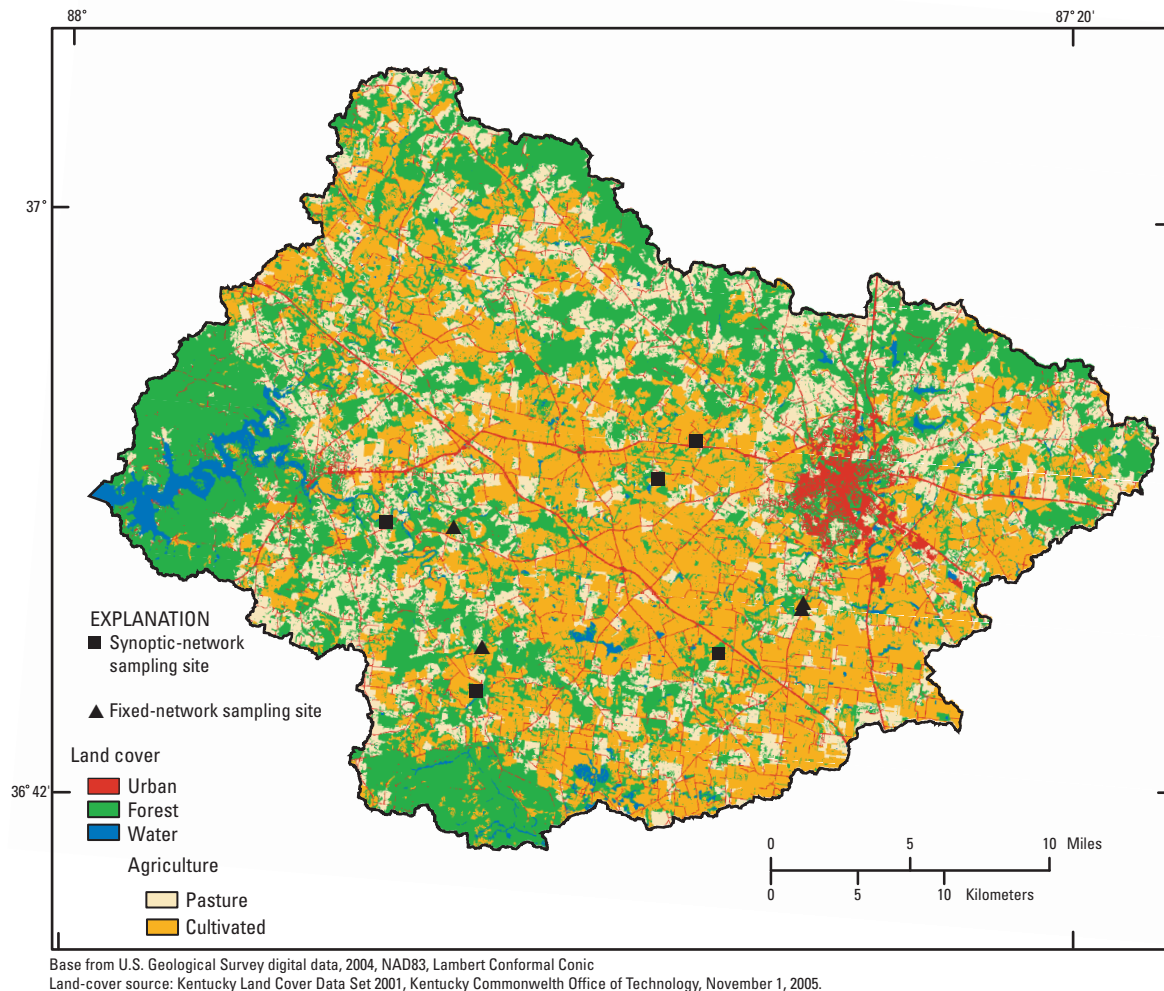 88°
87° 20'
37°
EXPLANATION
Synoptic-network
sampling site
Fixed-network sampling site
Land cover
Urban
Forest
Water
Agriculture
Pasture
Cultivated
36° 42'
0 5 10 Miles
0 5 10 Kilometers
Base from U.S. Geological Survey digital data, 2004, NAD83, Lambert Conformal Conic
Land-cover source: Kentucky Land Cover Data Set 2001, Kentucky Commonwelth Office of Technology, November 1, 2005.